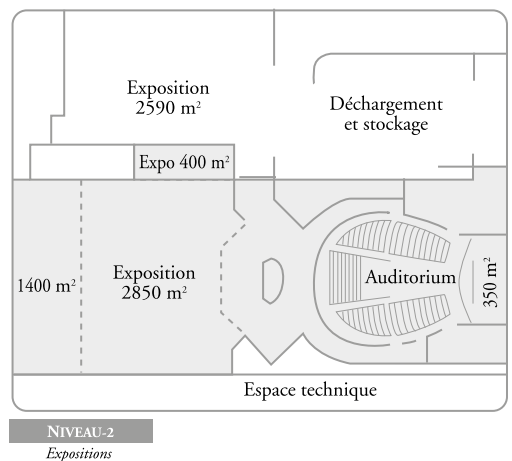 Exposition
2590 m²
Déchargement
et stockage
Expo 400 m²
1400 m²
Exposition
2850 m²
Auditorium
350 m²
Espace technique
NIVEAU-2
Expositions